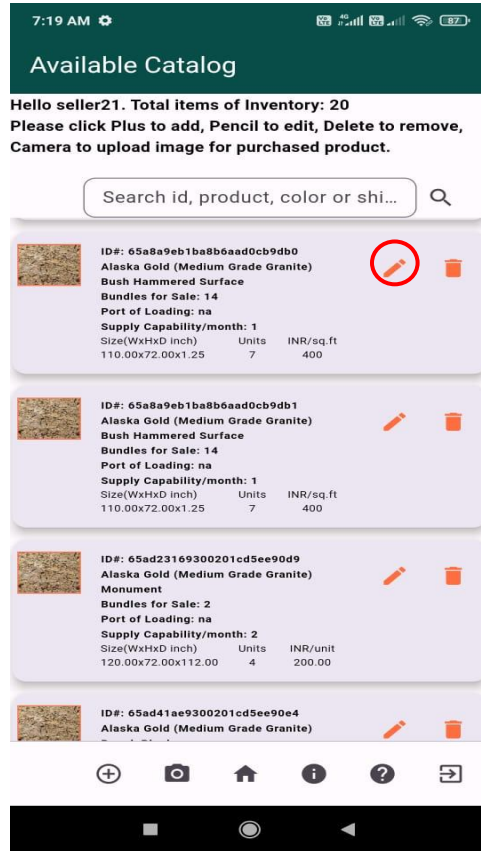 7:19 AM
87
Available Catalog
Hello seller21. Total items of Inventory: 20
Please click Plus to add, Pencil to edit, Delete to remove,
Camera to upload image for purchased product.
Search id, product, color or shi...
ID#: 65a8a9eb1ba8b6aad0cb9db0
Alaska Gold (Medium Grade Granite)
Bush Hammered Surface
Bundles for Sale: 14
Port of Loading: na
Supply Capability/month: 1
Size(WxHxD inch) Units INR/sq.ft
110.00x72.00x1.25 7 400
ID#: 65a8a9eb1ba8b6aad0cb9db1
Alaska Gold (Medium Grade Granite)
Bush Hammered Surface
Bundles for Sale: 14
Port of Loading: na
Supply Capability/month: 1
Size(WxHxD inch) Units INR/sq.ft
110.00x72.00x1.25 7 400
ID#: 65ad23169300201cd5ee90d9
Alaska Gold (Medium Grade Granite)
Monument
Bundles for Sale: 2
Port of Loading: na
Supply Capability/month: 2
Size(WxHxD inch) Units INR/unit
120.00x72.00x112.00 4 200.00
ID#: 65ad41ae9300201cd5ee90e4
Alaska Gold (Medium Grade Granite)